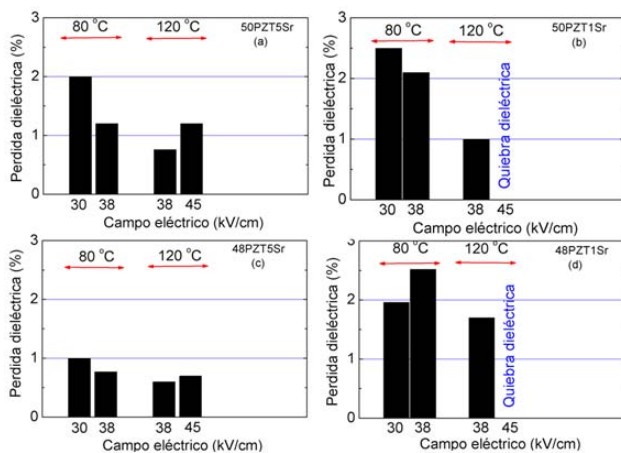 80 °C 120 °C 50PZT5Sr
(a)
3
2
1
0
Perdida dieléctrica (%)
30 38 38 45
Campo eléctrico (kV/cm)
80 °C 120 °C 50PZT1Sr
(b)
3
2
1
0
Perdida dieléctrica (%)
Quiebra dieléctrica
30 38 38 45
Campo eléctrico (kV/cm)
80 °C 120 °C 48PZT5Sr
(c)
3
2
1
0
Perdida dieléctrica (%)
30 38 38 45
Campo eléctrico (kV/cm)
80 °C 120 °C 48PZT1Sr
(d)
2
1
0
Perdida dieléctrica (%)
Quiebra dieléctrica
30 38 38 45
Campo eléctrico (kV/cm)